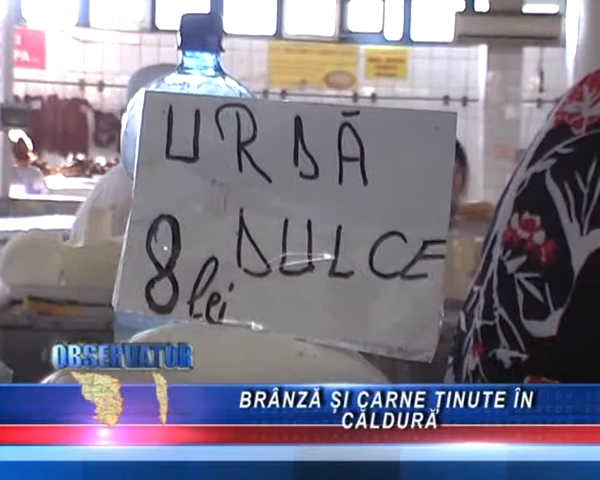 URDĂ
DULCE
8 lei
OBSERVATOR
BRÂNZĂ ȘI CARNE ȚINUTE ÎN
CĂLDURĂ